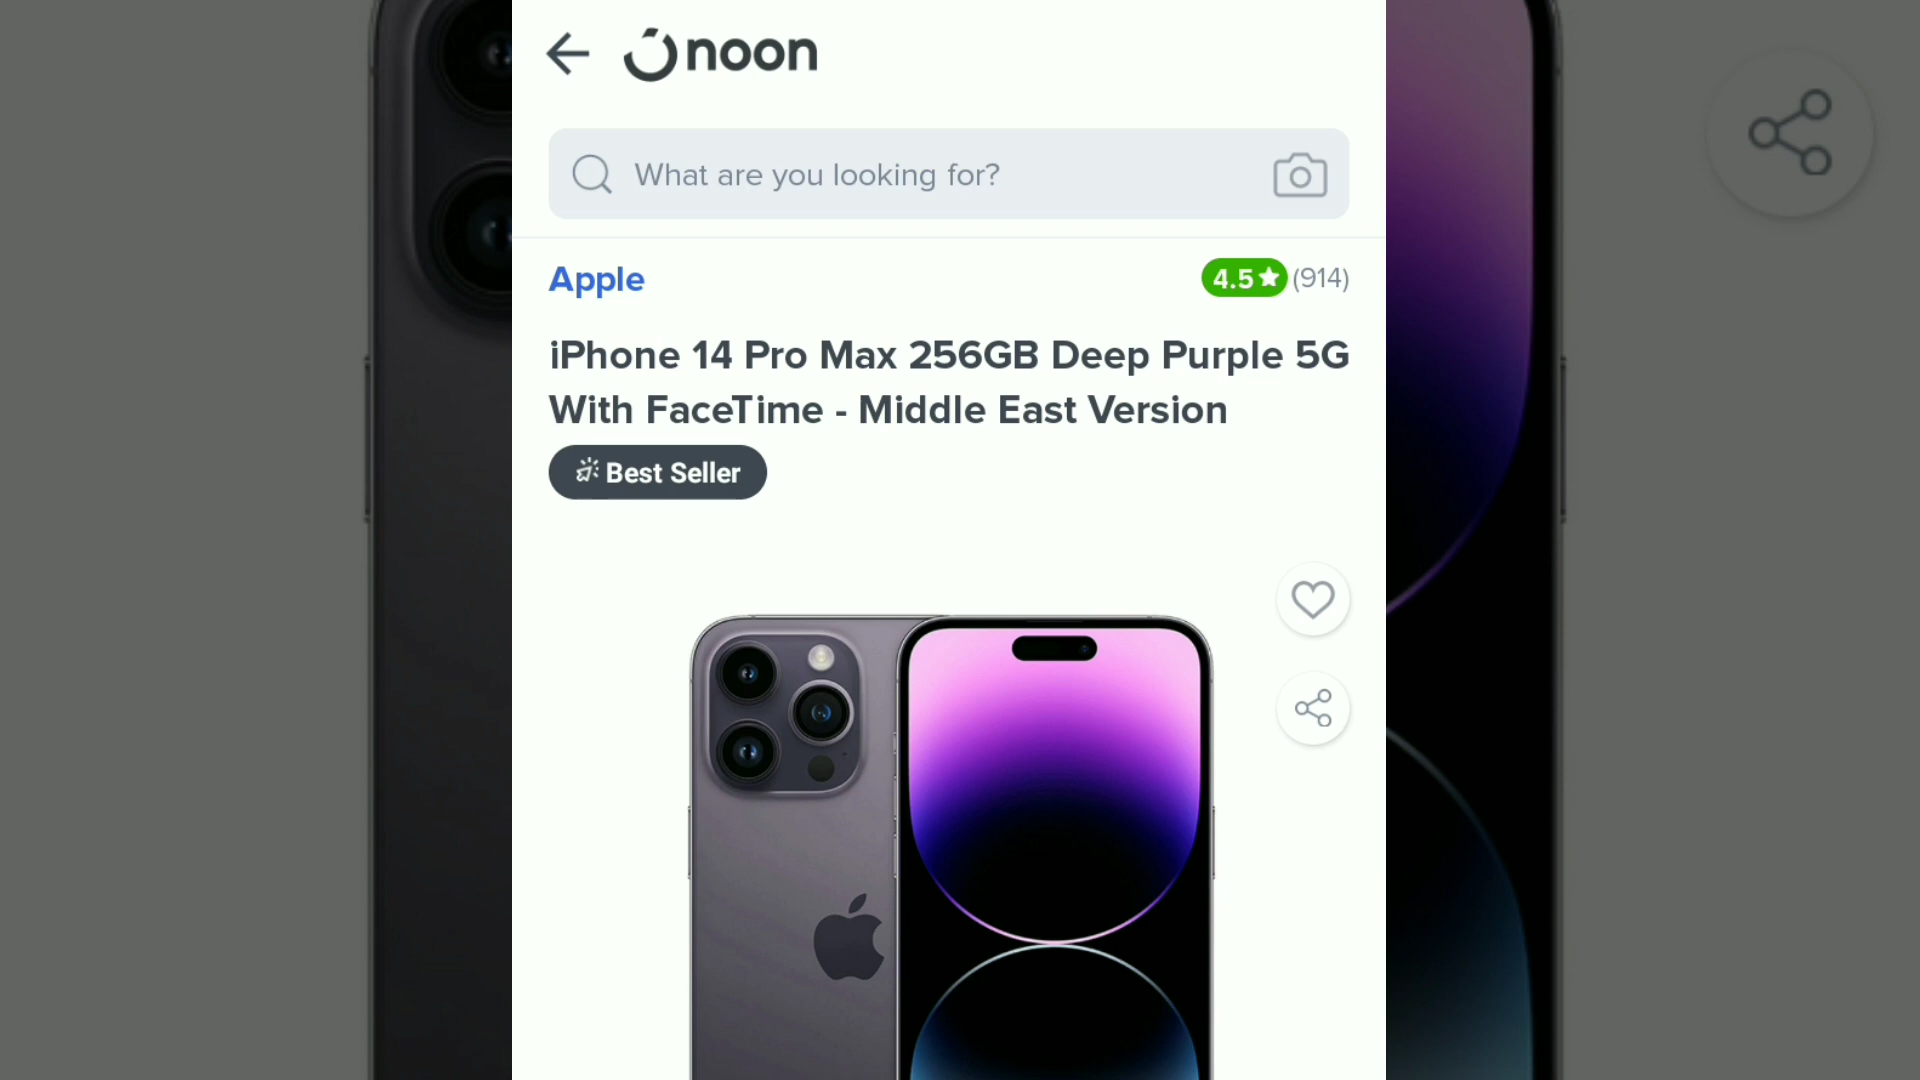 noon
What are you looking for?
Apple
4.5★ (914)
iPhone 14 Pro Max 256GB Deep Purple 5G
With FaceTime - Middle East Version
Best Seller